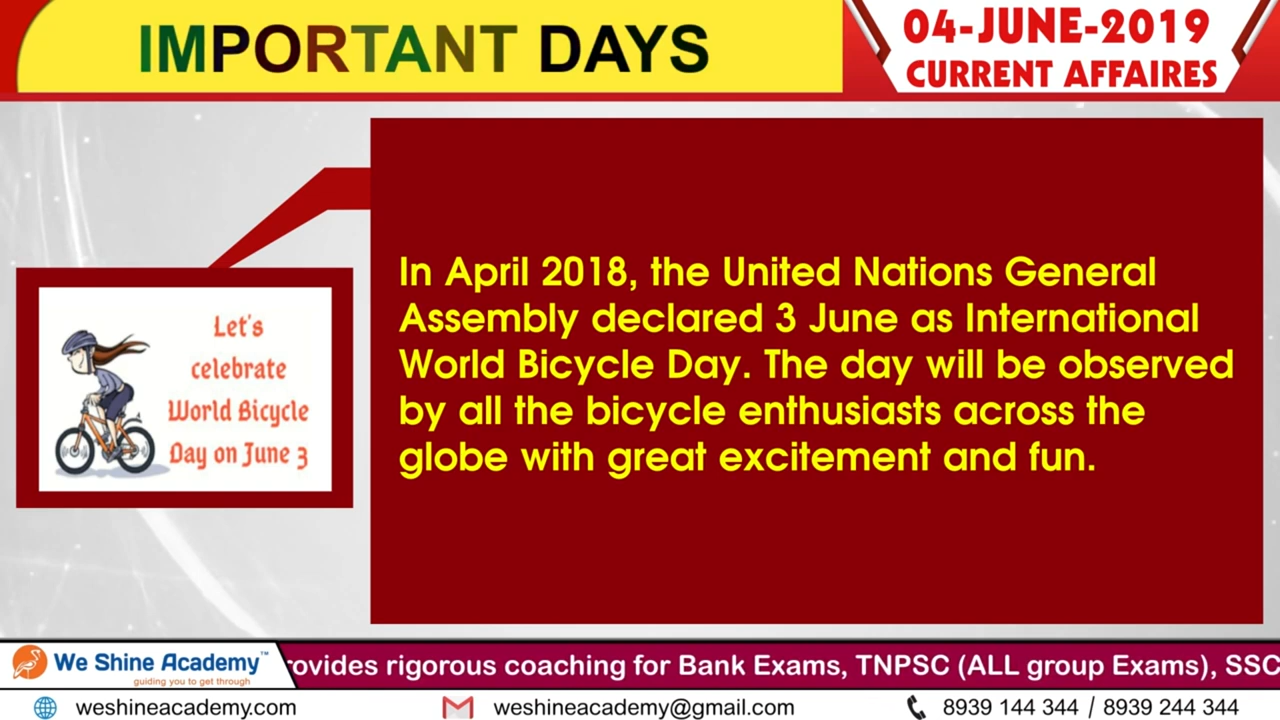 IMPORTANT DAYS
04-JUNE-2019
CURRENT AFFAIRES
In April 2018, the United Nations General
Assembly declared 3 June as International
World Bicycle Day. The day will be observed
by all the bicycle enthusiasts across the
globe with great excitement and fun.
Let's
celebrate
World Bicycle
Day on June 3
We Shine Academy™
guiding you to get through
ovides rigorous coaching for Bank Exams, TNPSC (ALL group Exams), SSC
weshineacademy.com
weshineacademy@gmail.com
8939 144 344 / 8939 244 344